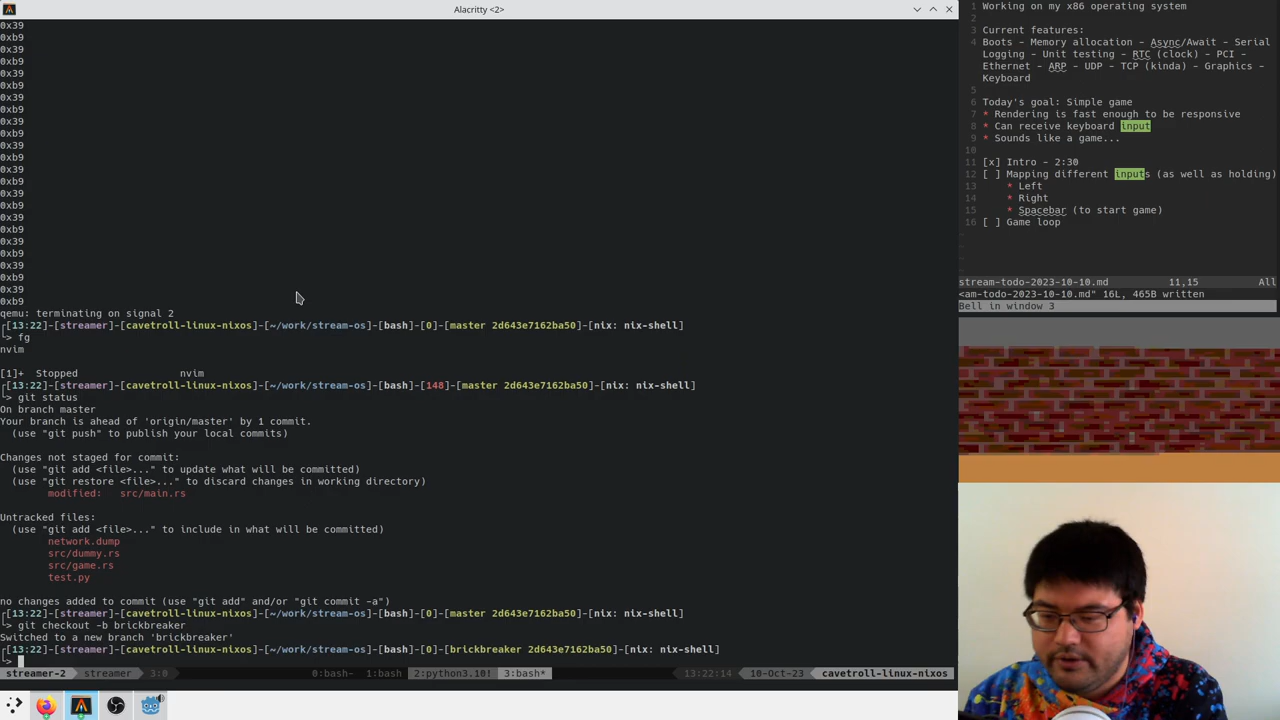 Alacritty <2>
0x39
0xb9
0x39
0xb9
0x39
0xb9
0x39
0xb9
0x39
0xb9
0x39
0xb9
0x39
0xb9
0x39
0xb9
0x39
0xb9
0x39
0xb9
0x39
0xb9
0x39
0xb9
qemu: terminating on signal 2
[13:22]-[streamer]-[cavetroll-linux-nixos]-[~/work/stream-os]-[bash]-[0]-[master 2d643e7162ba50]-[nix: nix-shell]
> fg
nvim
[1]+  Stopped                 nvim
[13:22]-[streamer]-[cavetroll-linux-nixos]-[~/work/stream-os]-[bash]-[148]-[master 2d643e7162ba50]-[nix: nix-shell]
> git status
On branch master
Your branch is ahead of 'origin/master' by 1 commit.
  (use "git push" to publish your local commits)
Changes not staged for commit:
  (use "git add <file>..." to update what will be committed)
  (use "git restore <file>..." to discard changes in working directory)
        modified:   src/main.rs
Untracked files:
  (use "git add <file>..." to include in what will be committed)
        network.dump
        src/dummy.rs
        src/game.rs
        test.py
no changes added to commit (use "git add" and/or "git commit -a")
[13:22]-[streamer]-[cavetroll-linux-nixos]-[~/work/stream-os]-[bash]-[0]-[master 2d643e7162ba50]-[nix: nix-shell]
> git checkout -b brickbreaker
Switched to a new branch 'brickbreaker'
[13:22]-[streamer]-[cavetroll-linux-nixos]-[~/work/stream-os]-[bash]-[0]-[brickbreaker 2d643e7162ba50]-[nix: nix-shell]
>
streamer-2 streamer 3:0 0:bash- 1:bash 2:python3.10! 3:bash* 13:22:14 10-Oct-23 cavetroll-linux-nixos
1 Working on my x86 operating system
2
3 Current features:
4 Boots - Memory allocation - Async/Await - Serial
Logging - Unit testing - RTC (clock) - PCI -
Ethernet - ARP - UDP - TCP (kinda) - Graphics -
Keyboard
5
6 Today's goal: Simple game
7 * Rendering is fast enough to be responsive
8 * Can receive keyboard input
9 * Sounds like a game...
10
11 [x] Intro - 2:30
12 [ ] Mapping different inputs (as well as holding)
13     * Left
14     * Right
15     * Spacebar (to start game)
16 [ ] Game loop
stream-todo-2023-10-10.md 11,15 All
<am-todo-2023-10-10.md" 16L, 465B written
Bell in window 3